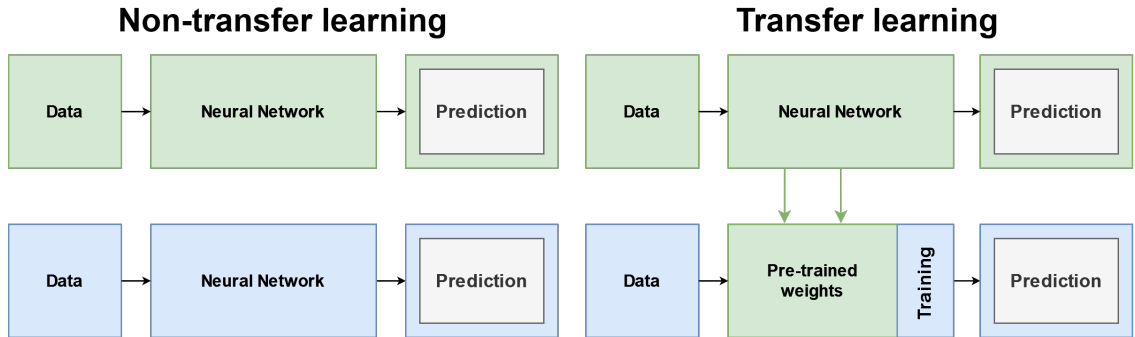 Non-transfer learning
Transfer learning
Data
Neural Network
Prediction
Data
Neural Network
Prediction
Data
Neural Network
Prediction
Data
Pre-trained
weights
Training
Prediction